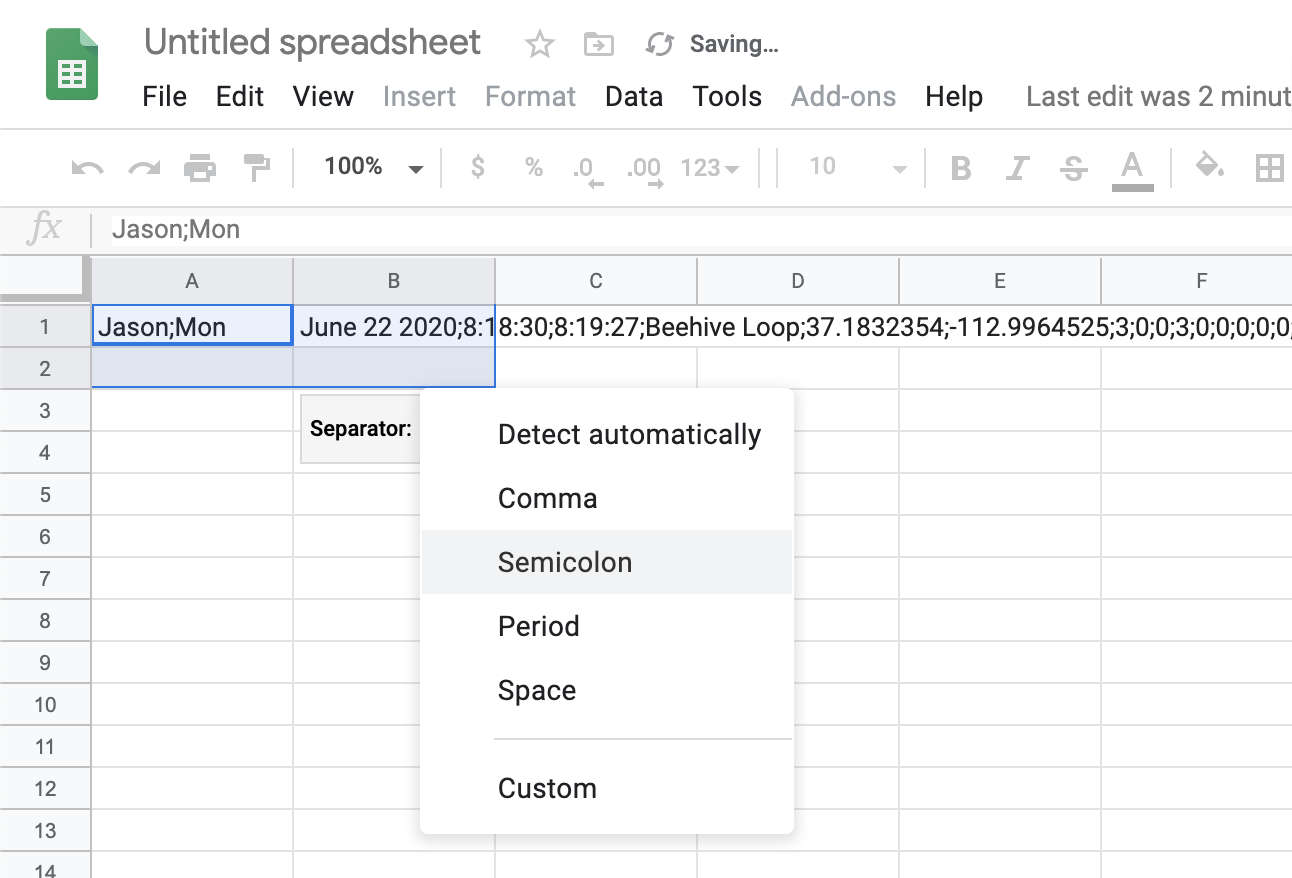 Untitled spreadsheet Saving...
File Edit View Insert Format Data Tools Add-ons Help Last edit was 2 minut
100% $ % .0 .00 123 10 B I S A
fx Jason;Mon
A B C D E F
1 Jason;Mon June 22 2020;8:18:30;8:19:27;Beehive Loop;37.1832354;-112.9964525;3;0;0;3;0;0;0;0;0;
2
3
Separator: Detect automatically
4
5 Comma
6
Semicolon
7
8 Period
9
10 Space
11
12 Custom
13
14